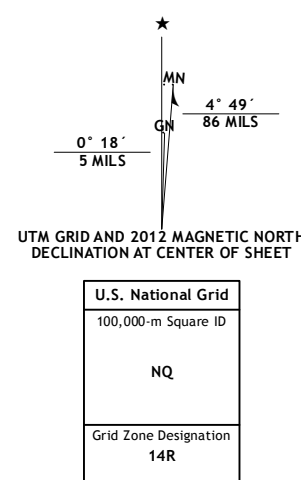 ★
MN
GN
4° 49´
86 MILS
0° 18´
5 MILS
UTM GRID AND 2012 MAGNETIC NORTH
DECLINATION AT CENTER OF SHEET
U.S. National Grid
100,000-m Square ID
NQ
Grid Zone Designation
14R